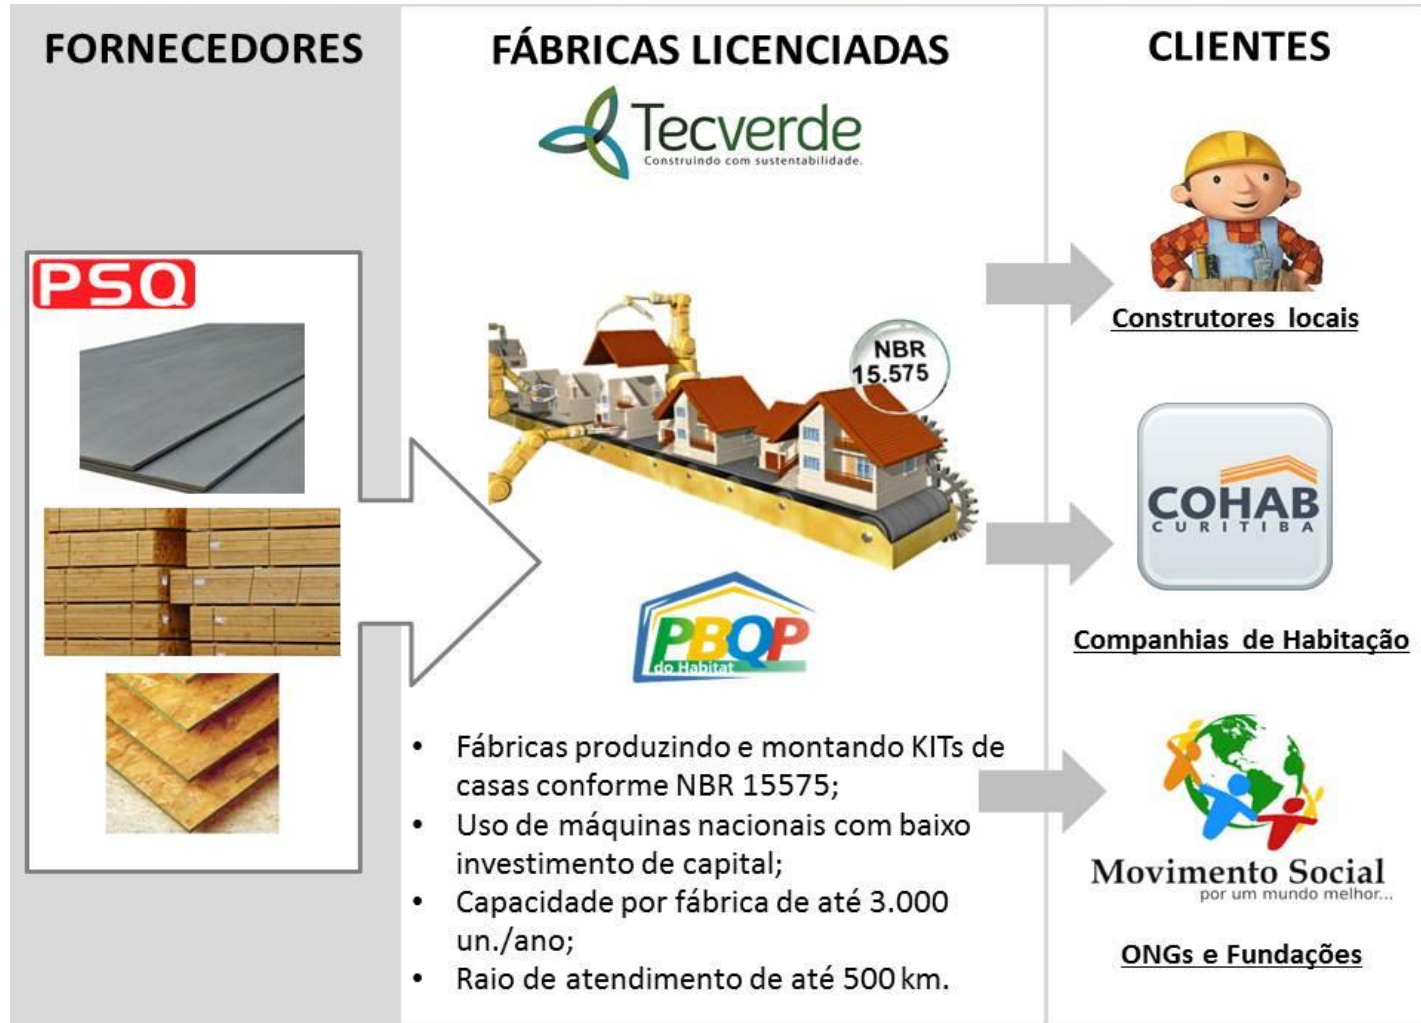 FORNECEDORES
PSQ
FÁBRICAS LICENCIADAS
Tecverde
Construindo com sustentabilidade.
NBR
15.575
PBQP
do Habitat
• Fábricas produzindo e montando KITs de
casas conforme NBR 15575;
• Uso de máquinas nacionais com baixo
investimento de capital;
• Capacidade por fábrica de até 3.000
un./ano;
• Raio de atendimento de até 500 km.
CLIENTES
Construtores locais
COHAB
CURITIBA
Companhias de Habitação
Movimento Social
por um mundo melhor...
ONGs e Fundações